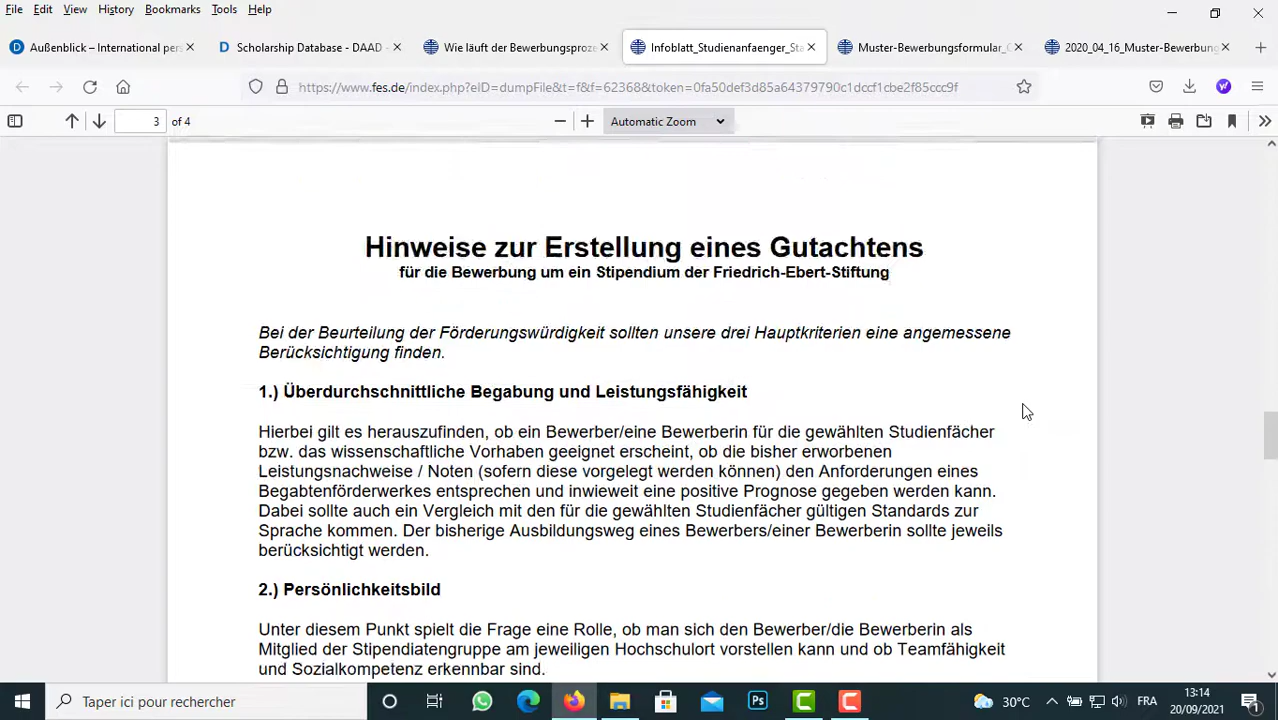 File Edit View History Bookmarks Tools Help
Außenblick – International pers
Scholarship Database - DAAD -
Wie läuft der Bewerbungsproze
Infoblatt_Studienanfaenger_Sta
Muster-Bewerbungsformular_G
2020_04_16_Muster-Bewerbung
https://www.fes.de/index.php?eID=dumpFile&t=f&f=62368&token=0fa50def3d85a64379790c1dccf1cbe2f85ccc9f
3 of 4
Automatic Zoom
Hinweise zur Erstellung eines Gutachtens
für die Bewerbung um ein Stipendium der Friedrich-Ebert-Stiftung
Bei der Beurteilung der Förderungswürdigkeit sollten unsere drei Hauptkriterien eine angemessene
Berücksichtigung finden.
1.) Überdurchschnittliche Begabung und Leistungsfähigkeit
Hierbei gilt es herauszufinden, ob ein Bewerber/eine Bewerberin für die gewählten Studienfächer
bzw. das wissenschaftliche Vorhaben geeignet erscheint, ob die bisher erworbenen
Leistungsnachweise / Noten (sofern diese vorgelegt werden können) den Anforderungen eines
Begabtenförderwerkes entsprechen und inwieweit eine positive Prognose gegeben werden kann.
Dabei sollte auch ein Vergleich mit den für die gewählten Studienfächer gültigen Standards zur
Sprache kommen. Der bisherige Ausbildungsweg eines Bewerbers/einer Bewerberin sollte jeweils
berücksichtigt werden.
2.) Persönlichkeitsbild
Unter diesem Punkt spielt die Frage eine Rolle, ob man sich den Bewerber/die Bewerberin als
Mitglied der Stipendiatengruppe am jeweiligen Hochschulort vorstellen kann und ob Teamfähigkeit
und Sozialkompetenz erkennbar sind.
Taper ici pour rechercher
Ps
30°C
FRA
13:14
20/09/2021
1